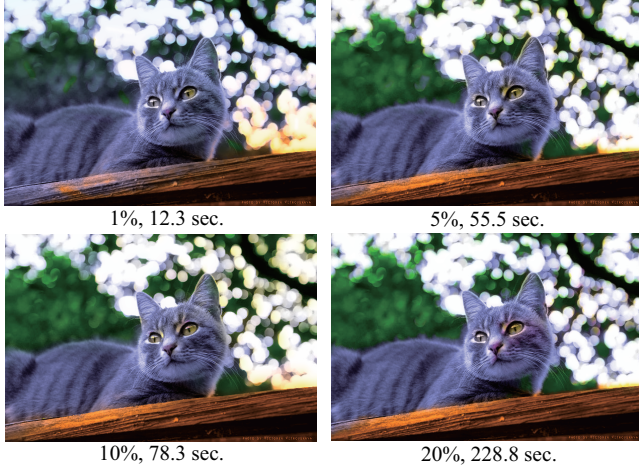 1%, 12.3 sec.
5%, 55.5 sec.
10%, 78.3 sec.
20%, 228.8 sec.